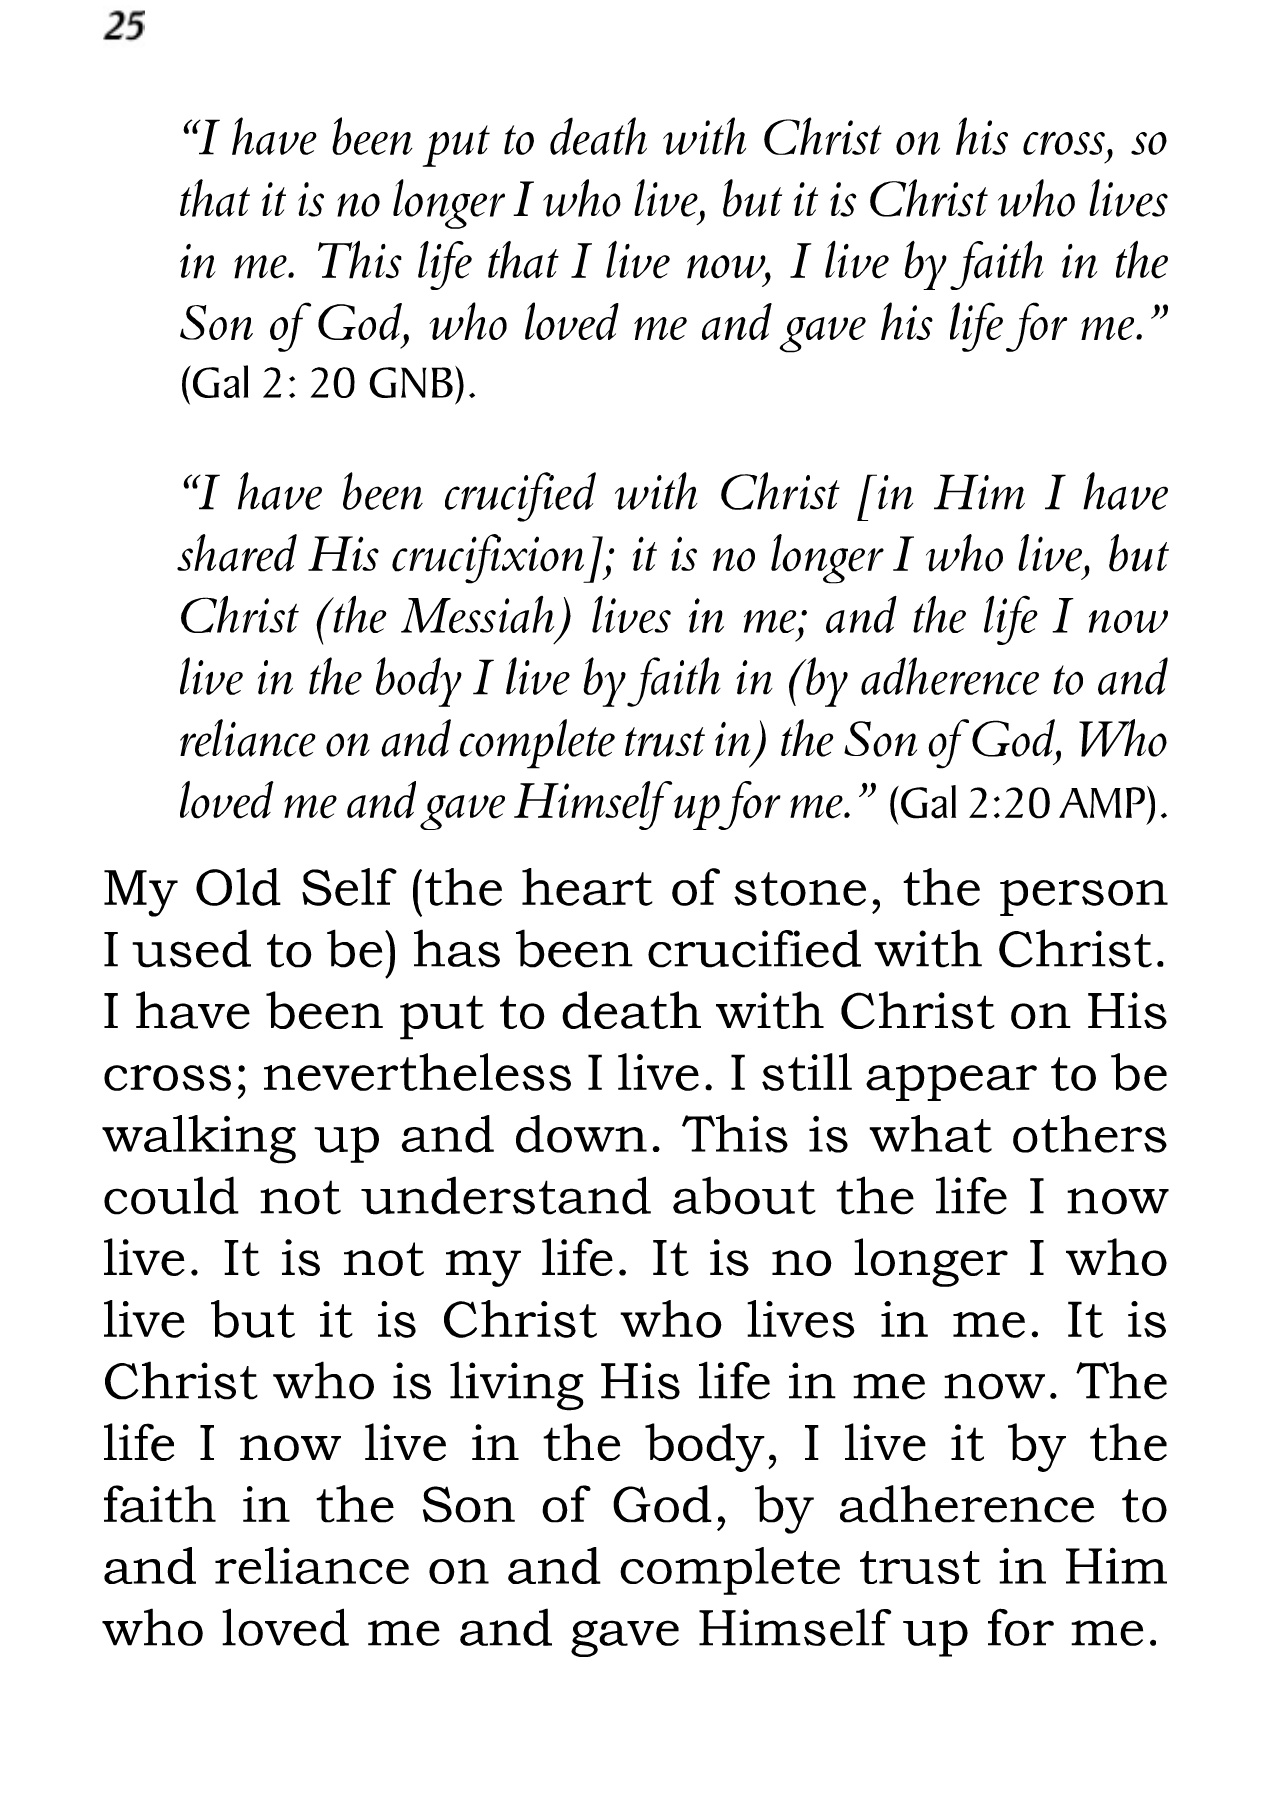 25
“I have been put to death with Christ on his cross, so
that it is no longer I who live, but it is Christ who lives
in me. This life that I live now, I live by faith in the
Son of God, who loved me and gave his life for me.”
(Gal 2: 20 GNB).
“I have been crucified with Christ [in Him I have
shared His crucifixion]; it is no longer I who live, but
Christ (the Messiah) lives in me; and the life I now
live in the body I live by faith in (by adherence to and
reliance on and complete trust in) the Son of God, Who
loved me and gave Himself up for me.” (Gal 2:20 AMP).
My Old Self (the heart of stone, the person
I used to be) has been crucified with Christ.
I have been put to death with Christ on His
cross; nevertheless I live. I still appear to be
walking up and down. This is what others
could not understand about the life I now
live. It is not my life. It is no longer I who
live but it is Christ who lives in me. It is
Christ who is living His life in me now. The
life I now live in the body, I live it by the
faith in the Son of God, by adherence to
and reliance on and complete trust in Him
who loved me and gave Himself up for me.